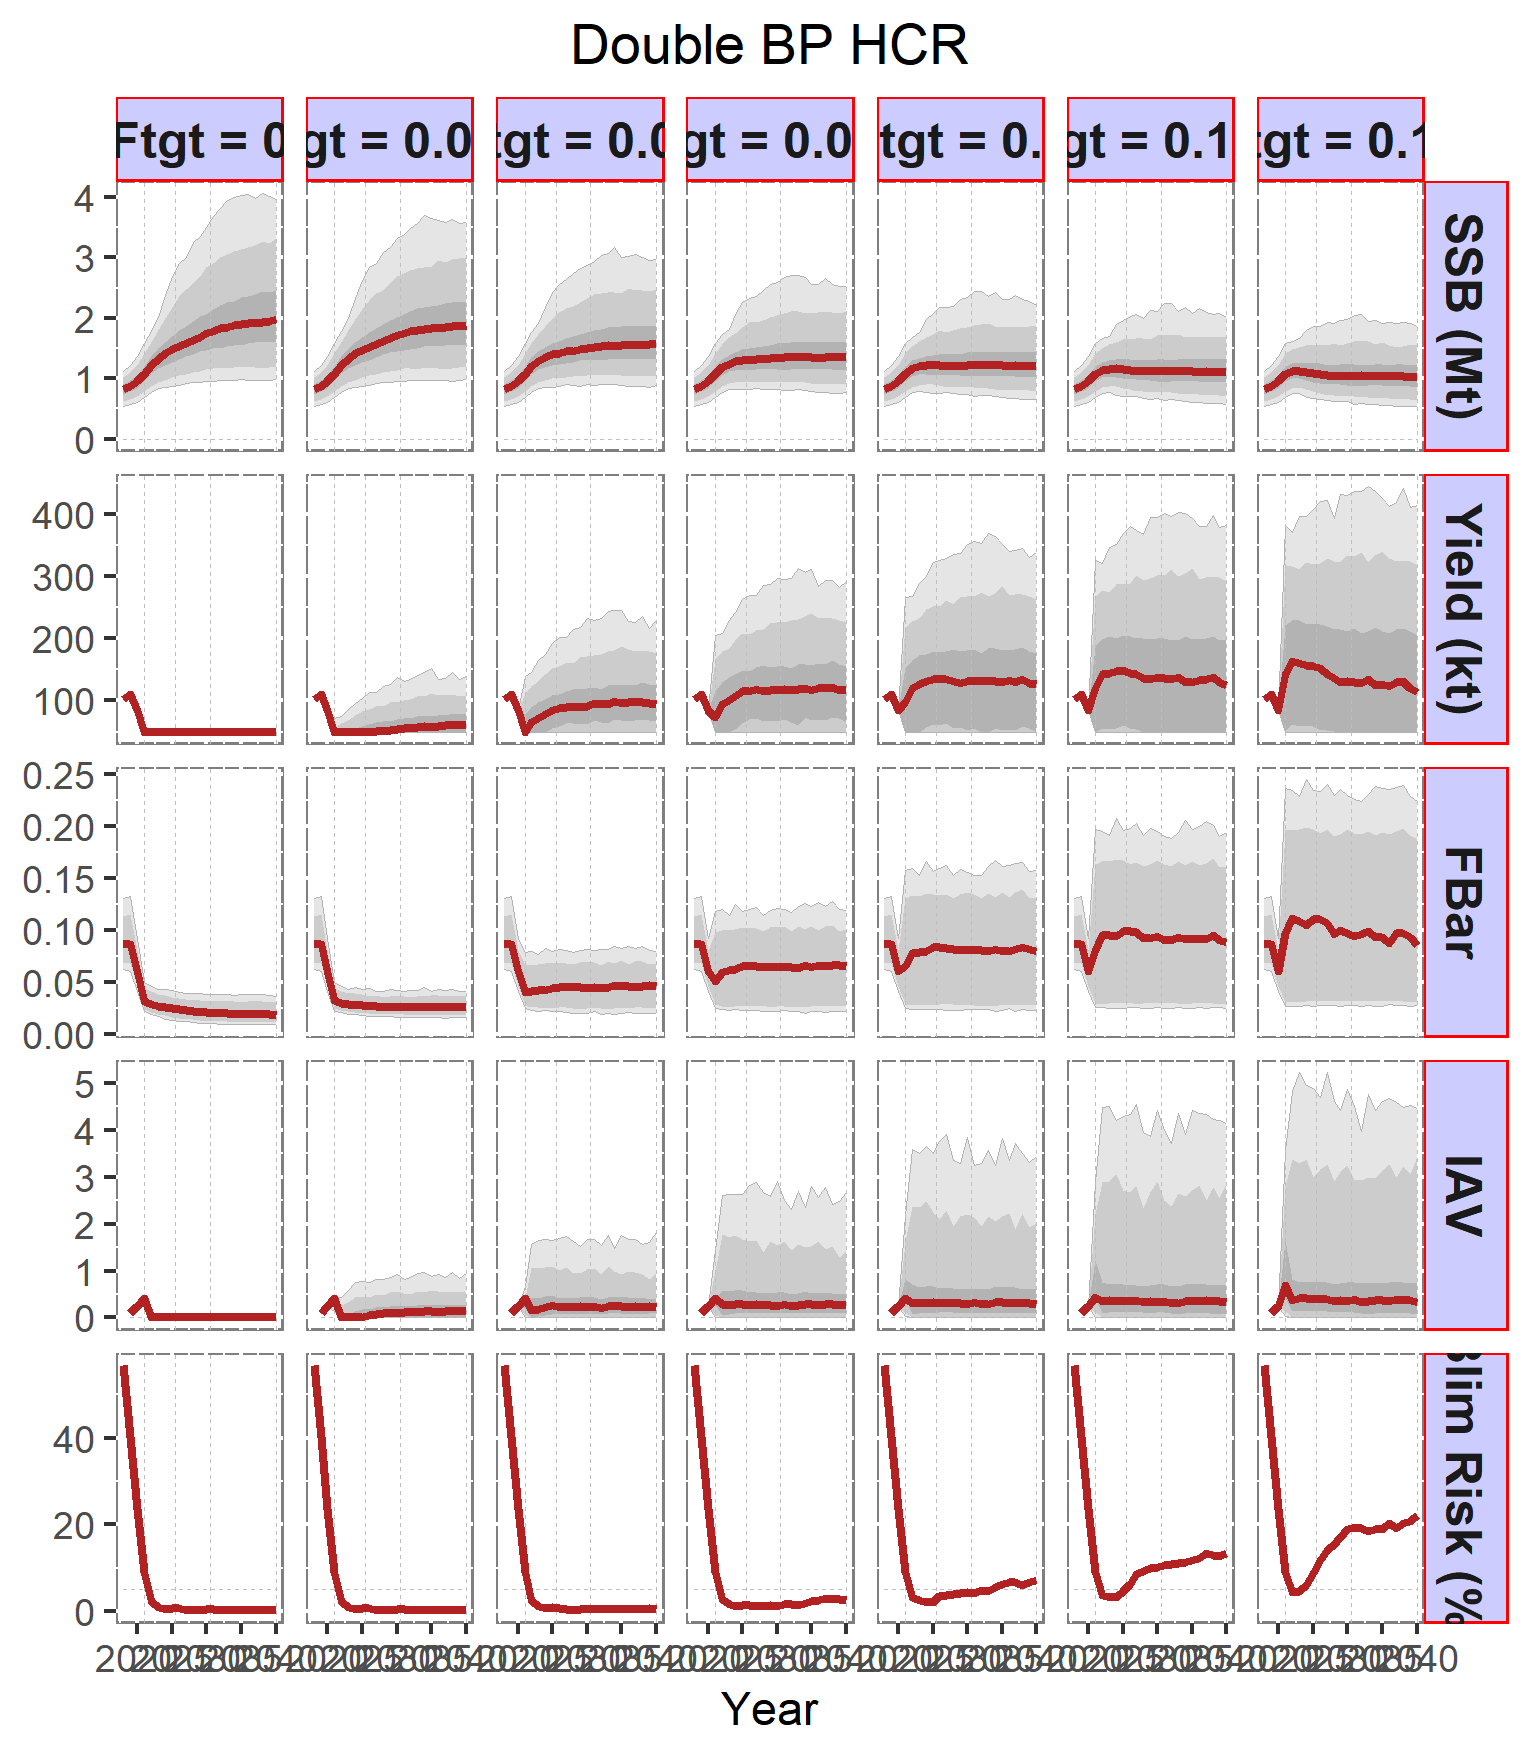 Double BP HCR
Ftgt = 0
gt = 0.0
tgt = 0.0
gt = 0.0
tgt = 0.
gt = 0.1
tgt = 0.1
SSB (Mt)
4
3
2
1
0
Yield (kt)
400
300
200
100
FBar
0.25
0.20
0.15
0.10
0.05
0.00
IAV
5
4
3
2
1
0
Blim Risk (%
40
20
0
Year